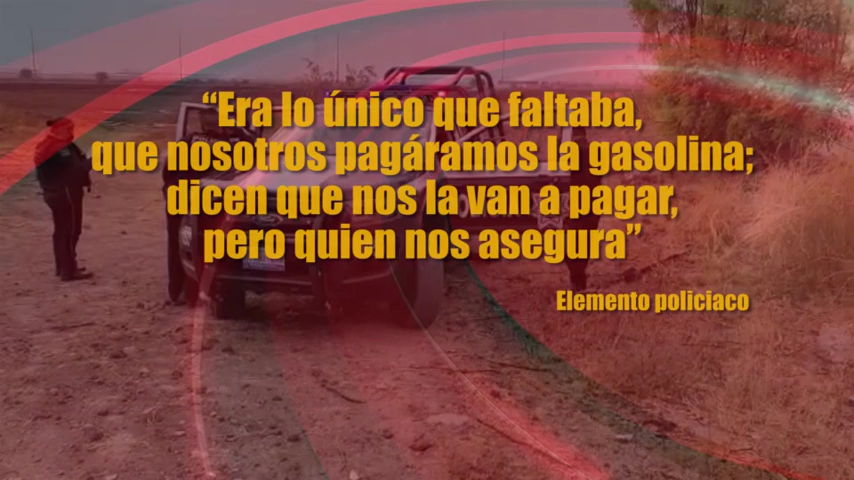 “Era lo único que faltaba,
que nosotros pagáramos la gasolina;
dicen que nos la van a pagar,
pero quien nos asegura”
Elemento policiaco